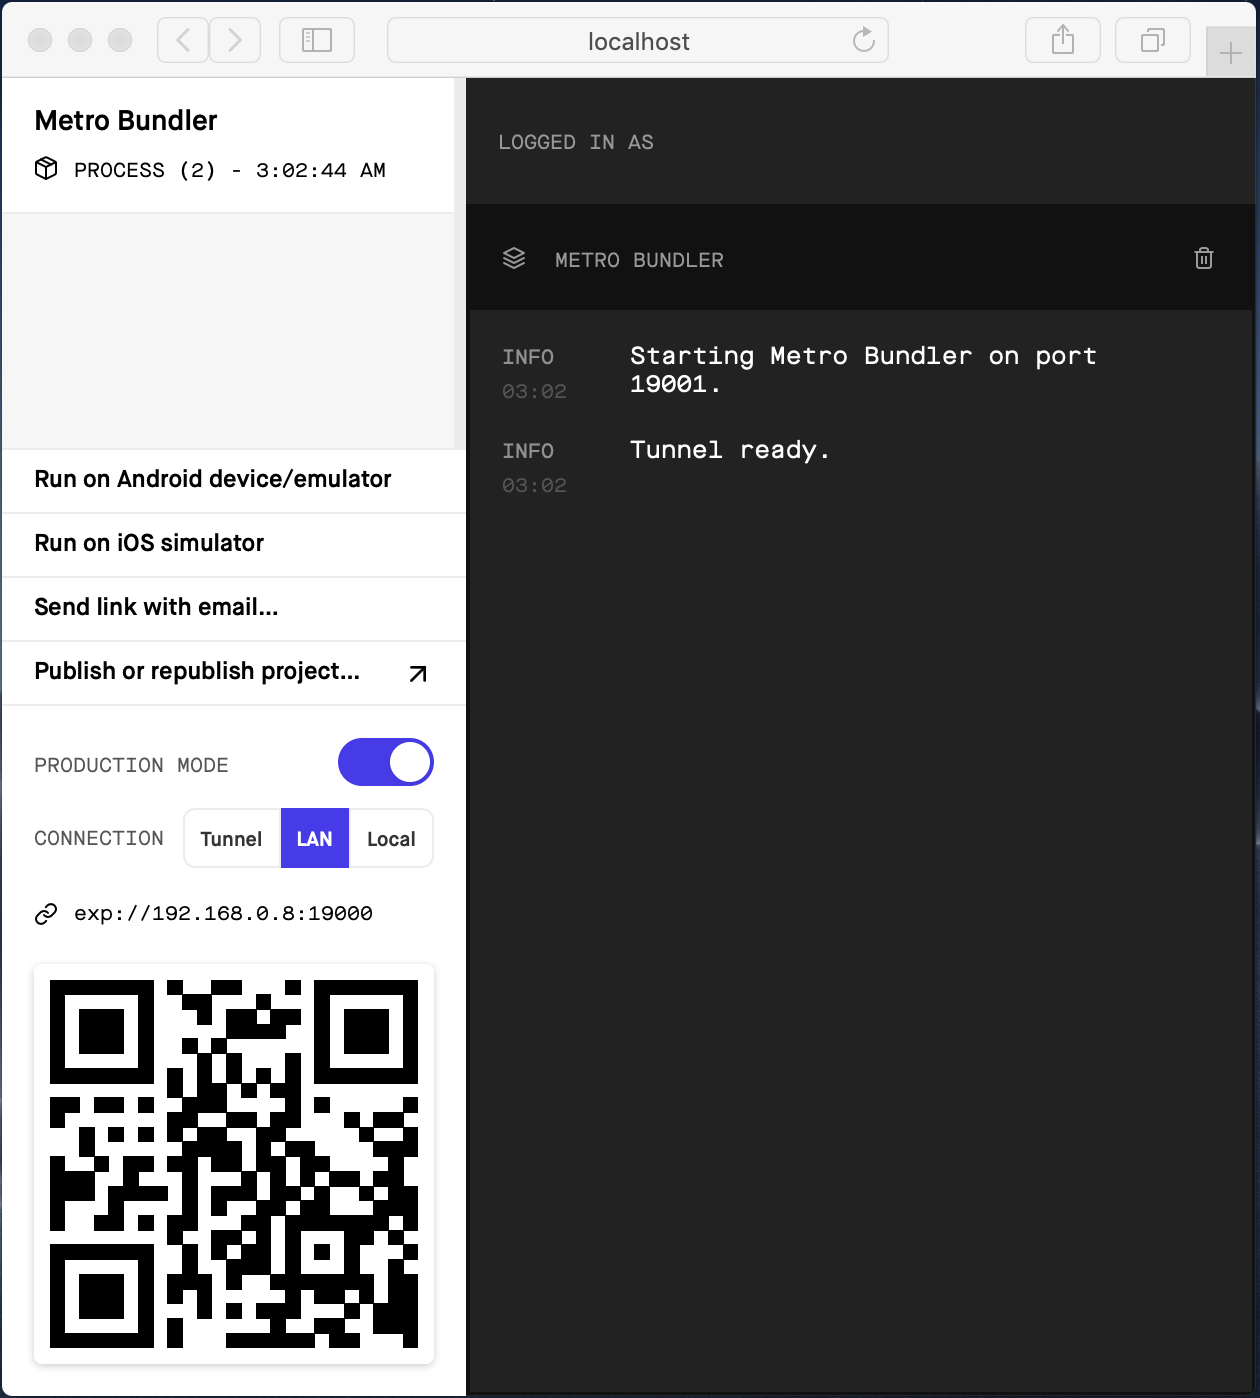 localhost
Metro Bundler
PROCESS (2) - 3:02:44 AM
Run on Android device/emulator
Run on iOS simulator
Send link with email...
Publish or republish project...
PRODUCTION MODE
CONNECTION Tunnel LAN Local
exp://192.168.0.8:19000
LOGGED IN AS
METRO BUNDLER
INFO Starting Metro Bundler on port
03:02 19001.
INFO Tunnel ready.
03:02